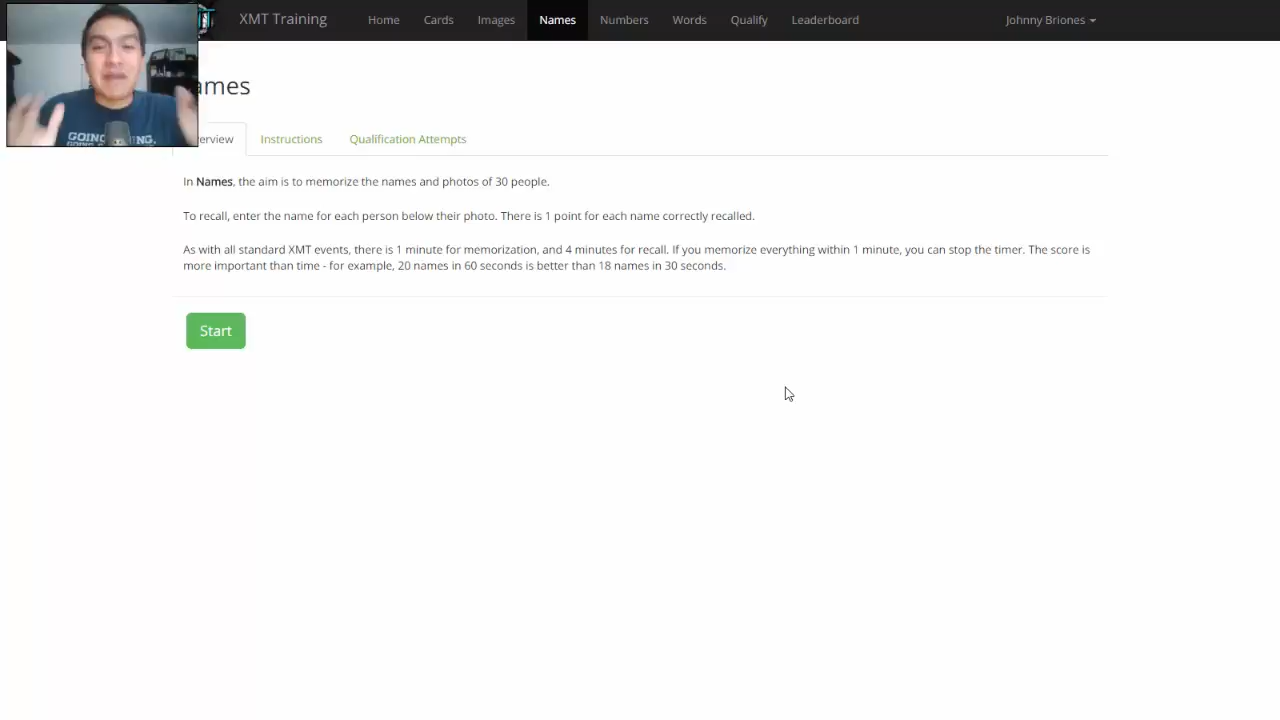 XMT Training Home Cards Images Names Numbers Words Qualify Leaderboard Johnny Briones
ames
erview Instructions Qualification Attempts
In Names, the aim is to memorize the names and photos of 30 people.
To recall, enter the name for each person below their photo. There is 1 point for each name correctly recalled.
As with all standard XMT events, there is 1 minute for memorization, and 4 minutes for recall. If you memorize everything within 1 minute, you can stop the timer. The score is
more important than time - for example, 20 names in 60 seconds is better than 18 names in 30 seconds.
Start